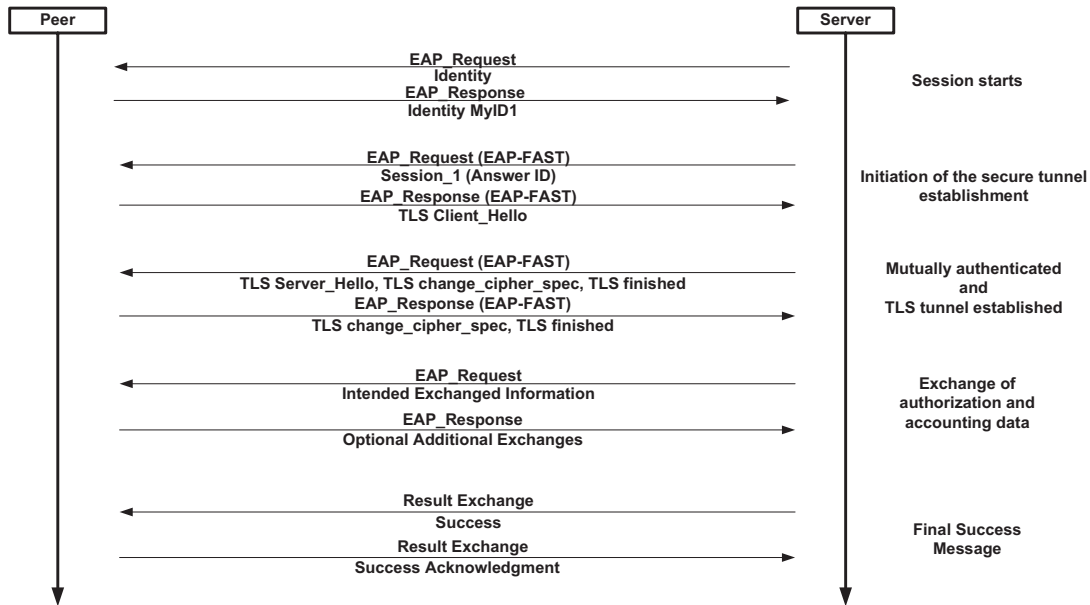 Peer
Server
EAP_Request
Identity
EAP_Response
Identity MyID1
Session starts
EAP_Request (EAP-FAST)
Session_1 (Answer ID)
EAP_Response (EAP-FAST)
TLS Client_Hello
Initiation of the secure tunnel
establishment
EAP_Request (EAP-FAST)
TLS Server_Hello, TLS change_cipher_spec, TLS finished
EAP_Response (EAP-FAST)
TLS change_cipher_spec, TLS finished
Mutually authenticated
and
TLS tunnel established
EAP_Request
Intended Exchanged Information
EAP_Response
Optional Additional Exchanges
Exchange of
authorization and
accounting data
Result Exchange
Success
Result Exchange
Success Acknowledgment
Final Success
Message